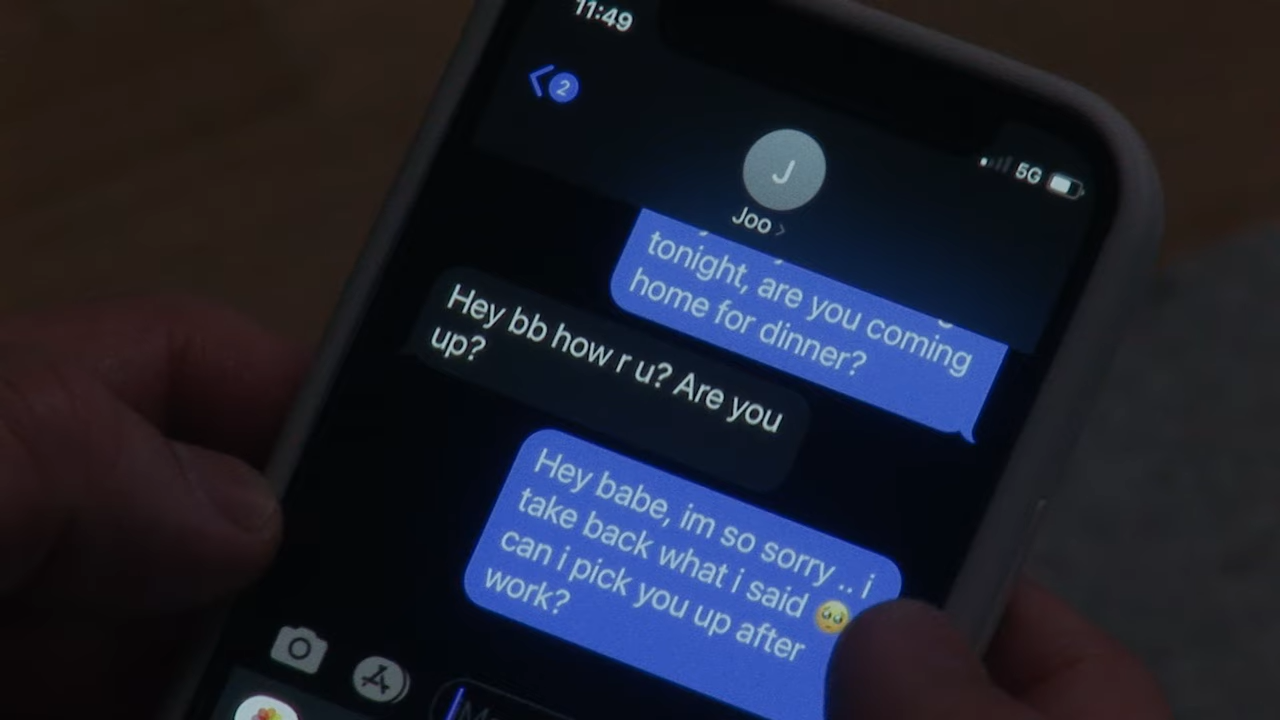 11:49
2
5G
J
Joo
tonight, are you coming
home for dinner?
Hey bb how r u? Are you
up?
Hey babe, im so sorry .. i
take back what i said 🥺
can i pick you up after
work?